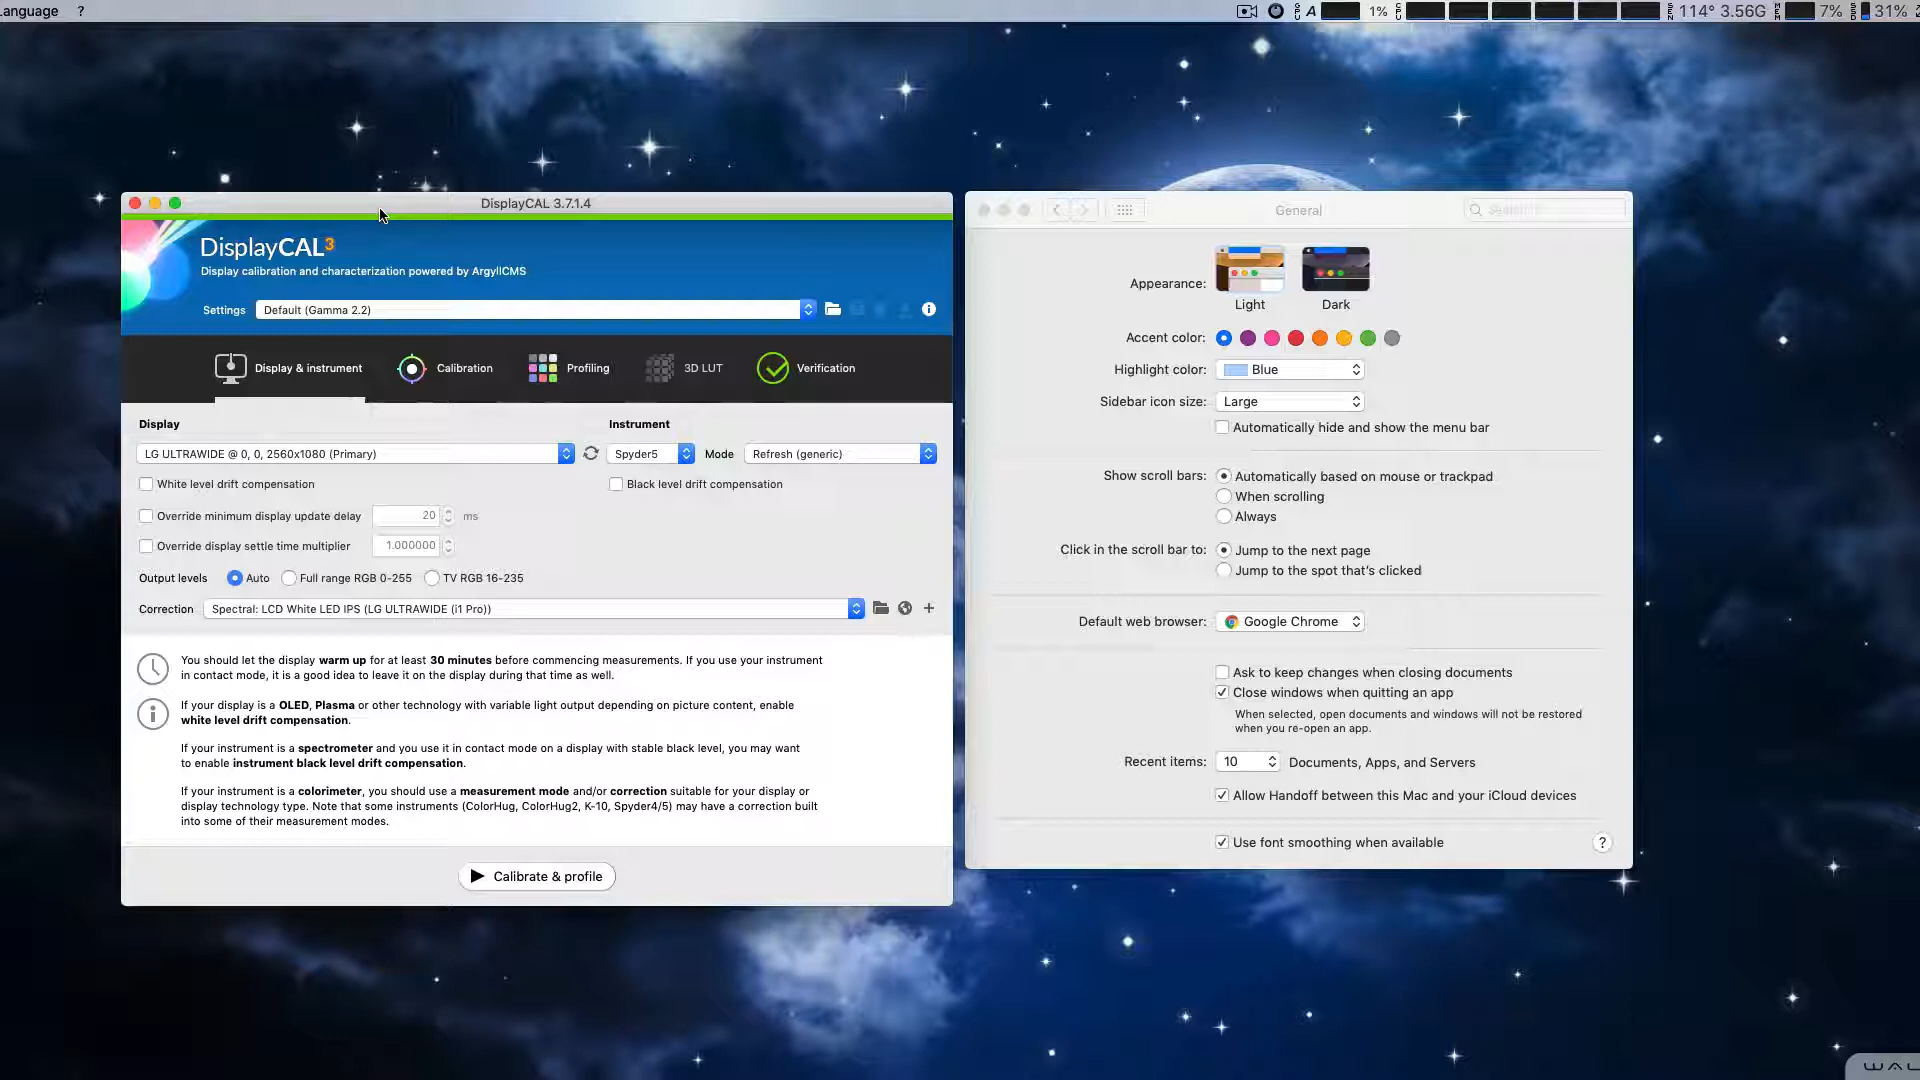 anguage ?
A 1% 114° 3.56G 7% 31%
DisplayCAL 3.7.1.4
DisplayCAL3
Display calibration and characterization powered by ArgyllCMS
Settings Default (Gamma 2.2)
Display & instrument Calibration Profiling 3D LUT Verification
Display Instrument
LG ULTRAWIDE @ 0, 0, 2560x1080 (Primary) Spyder5 Mode Refresh (generic)
White level drift compensation Black level drift compensation
Override minimum display update delay 20 ms
Override display settle time multiplier 1.000000
Output levels Auto Full range RGB 0-255 TV RGB 16-235
Correction Spectral: LCD White LED IPS (LG ULTRAWIDE (i1 Pro))
You should let the display warm up for at least 30 minutes before commencing measurements. If you use your instrument
in contact mode, it is a good idea to leave it on the display during that time as well.
If your display is a OLED, Plasma or other technology with variable light output depending on picture content, enable
white level drift compensation.
If your instrument is a spectrometer and you use it in contact mode on a display with stable black level, you may want
to enable instrument black level drift compensation.
If your instrument is a colorimeter, you should use a measurement mode and/or correction suitable for your display or
display technology type. Note that some instruments (ColorHug, ColorHug2, K-10, Spyder4/5) may have a correction built
into some of their measurement modes.
Calibrate & profile
General
Search
Appearance:
Light Dark
Accent color:
Highlight color: Blue
Sidebar icon size: Large
Automatically hide and show the menu bar
Show scroll bars: Automatically based on mouse or trackpad
When scrolling
Always
Click in the scroll bar to: Jump to the next page
Jump to the spot that's clicked
Default web browser: Google Chrome
Ask to keep changes when closing documents
Close windows when quitting an app
When selected, open documents and windows will not be restored
when you re-open an app.
Recent items: 10 Documents, Apps, and Servers
Allow Handoff between this Mac and your iCloud devices
Use font smoothing when available ?